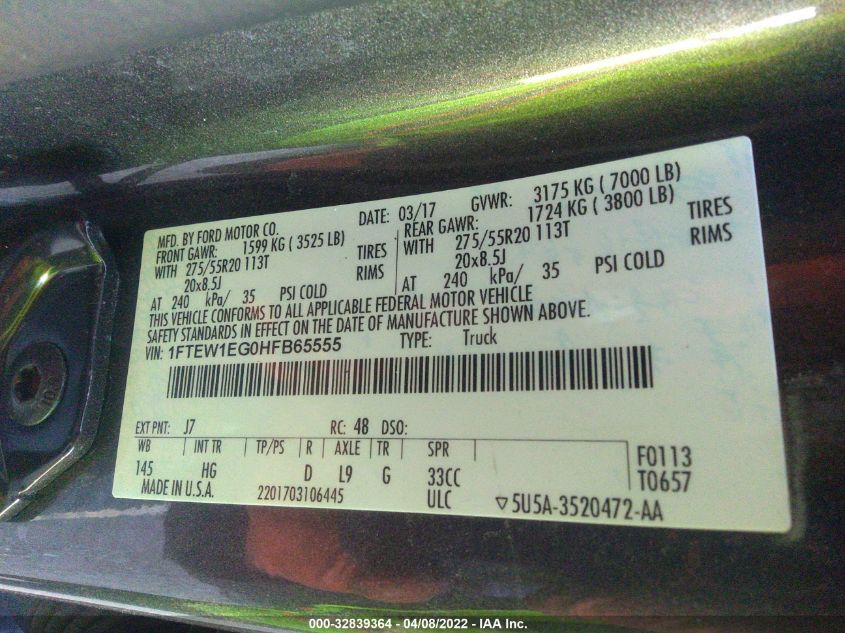 MFD. BY FORD MOTOR CO.
DATE: 03/17 GVWR: 3175 KG ( 7000 LB)
FRONT GAWR: 1599 KG ( 3525 LB)
WITH 275/55R20 113T TIRES
20x8.5J RIMS
AT 240 kPa/ 35 PSI COLD
REAR GAWR: 1724 KG ( 3800 LB)
WITH 275/55R20 113T TIRES
20x8.5J RIMS
AT 240 kPa/ 35 PSI COLD
THIS VEHICLE CONFORMS TO ALL APPLICABLE FEDERAL MOTOR VEHICLE
SAFETY STANDARDS IN EFFECT ON THE DATE OF MANUFACTURE SHOWN ABOVE.
VIN: 1FTEW1EG0HFB65555 TYPE: Truck
EXT PNT: J7 RC: 48 DSO:
WB INT TR TP/PS R AXLE TR SPR
145 HG D L9 G 33CC
F0113
T0657
MADE IN U.S.A. 2201703106445 ULC ▽5U5A-3520472-AA
000-32839364 - 04/08/2022 - IAA Inc.